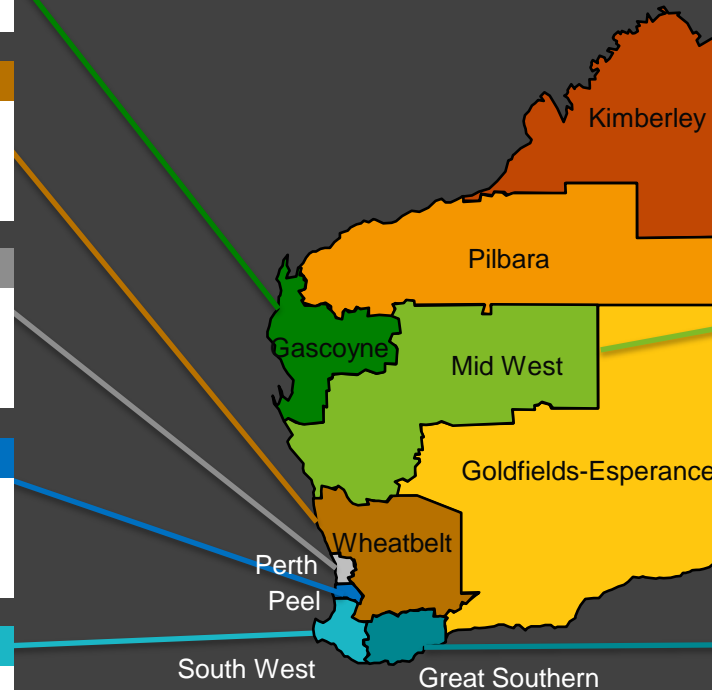 Kimberley
Pilbara
Gascoyne
Mid West
Goldfields-Esperance
Wheatbelt
Perth
Peel
South West
Great Southern